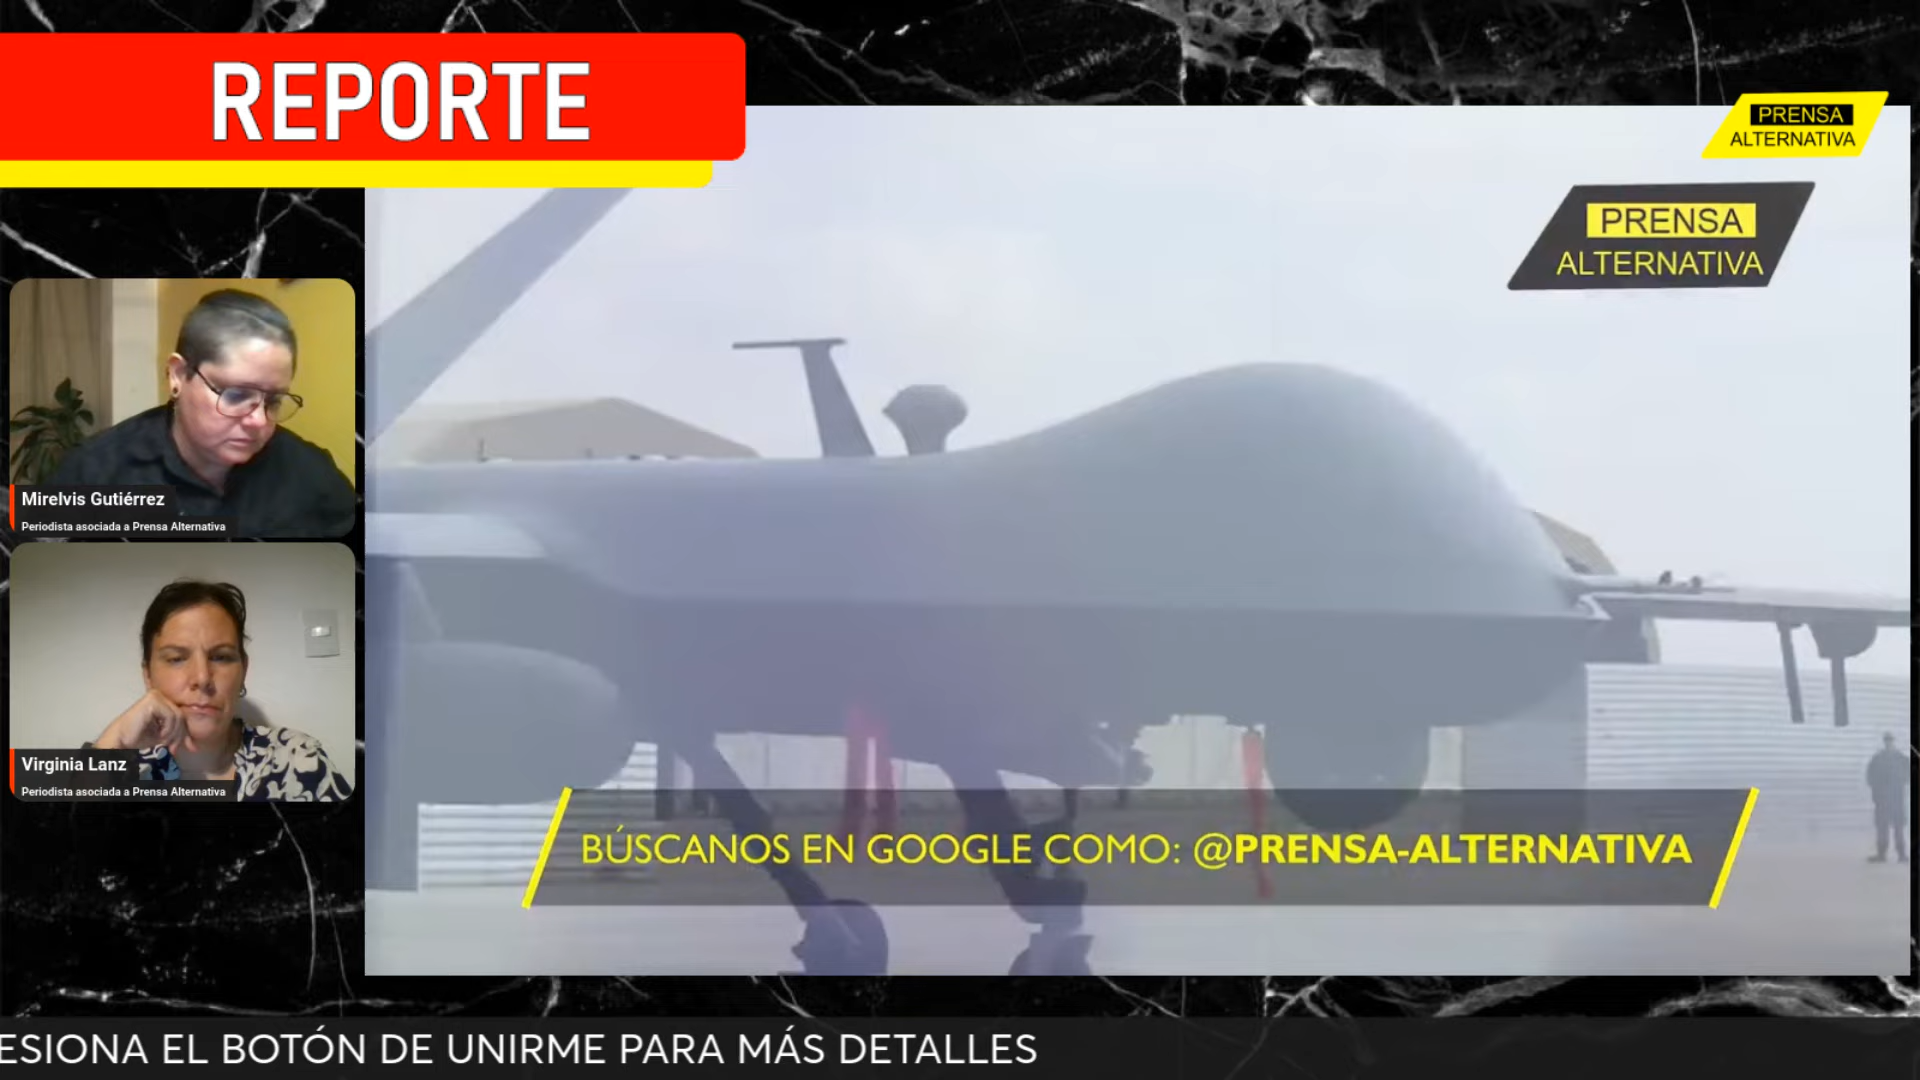 REPORTE
PRENSA
ALTERNATIVA
PRENSA
ALTERNATIVA
Mirelvis Gutiérrez
Periodista asociada a Prensa Alternativa
Virginia Lanz
Periodista asociada a Prensa Alternativa
BÚSCANOS EN GOOGLE COMO: @PRENSA-ALTERNATIVA
ESIONA EL BOTÓN DE UNIRME PARA MÁS DETALLES